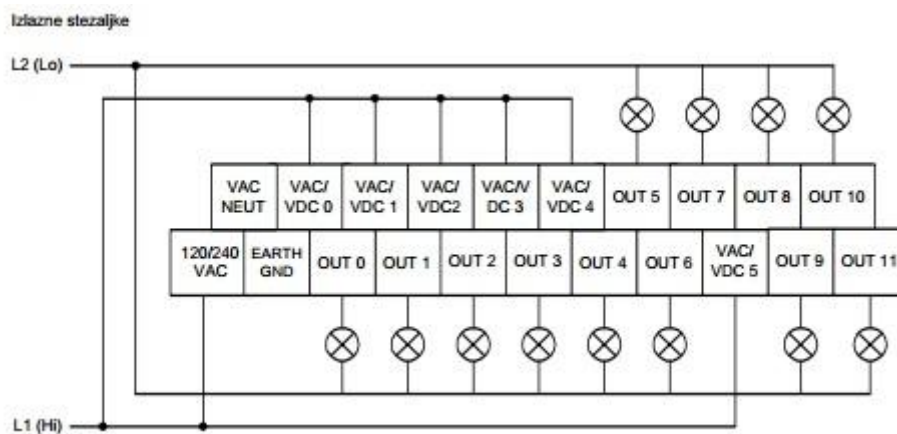 Izlazne stezaljke
L2 (Lo)
VAC NEUT
VAC/ VDC 0
VAC/ VDC 1
VAC/ VDC2
VAC/V DC 3
VAC/ VDC 4
OUT 5
OUT 7
OUT 8
OUT 10
120/240 VAC
EARTH GND
OUT 0
OUT 1
OUT 2
OUT 3
OUT 4
OUT 6
VAC/ VDC 5
OUT 9
OUT 11
L1 (Hi)